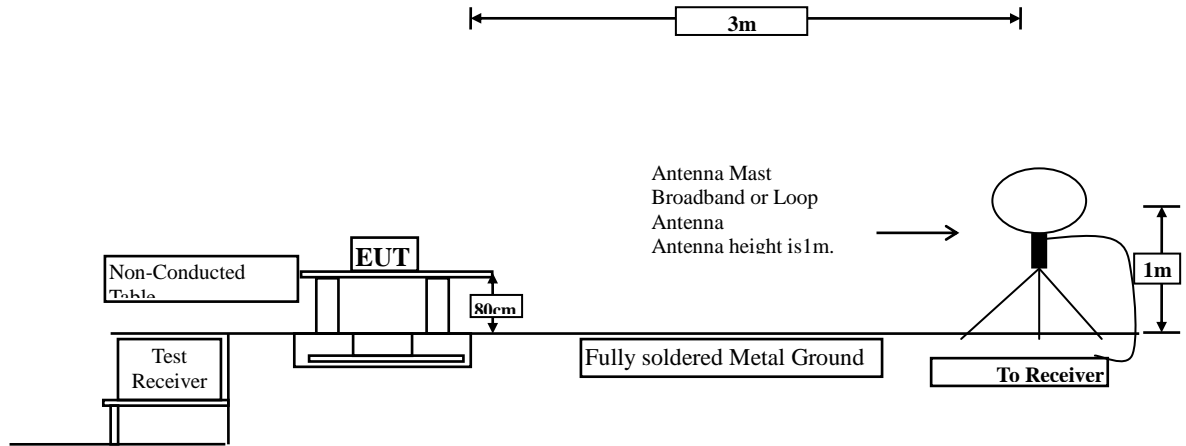 3m
Antenna Mast
Broadband or Loop
Antenna
Antenna height is1m.
EUT
Non-Conducted
Table
1m
80cm
Test
Receiver
Fully soldered Metal Ground
To Receiver